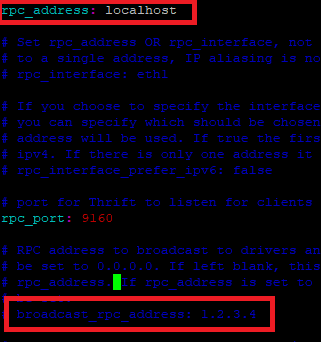 rpc_address: localhost
# Set rpc_address OR rpc_interface, not
# to a single address, IP aliasing is no
# rpc_interface: eth1
# If you choose to specify the interface
# you can specify which should be chosen
# address will be used. If true the first
# ipv4. If there is only one address it
# rpc_interface_prefer_ipv6: false
# port for Thrift to listen for clients
rpc_port: 9160
# RPC address to broadcast to drivers an
# be set to 0.0.0.0. If left blank, this
# rpc_address. If rpc_address is set to
# broadcast_rpc_address: 1.2.3.4